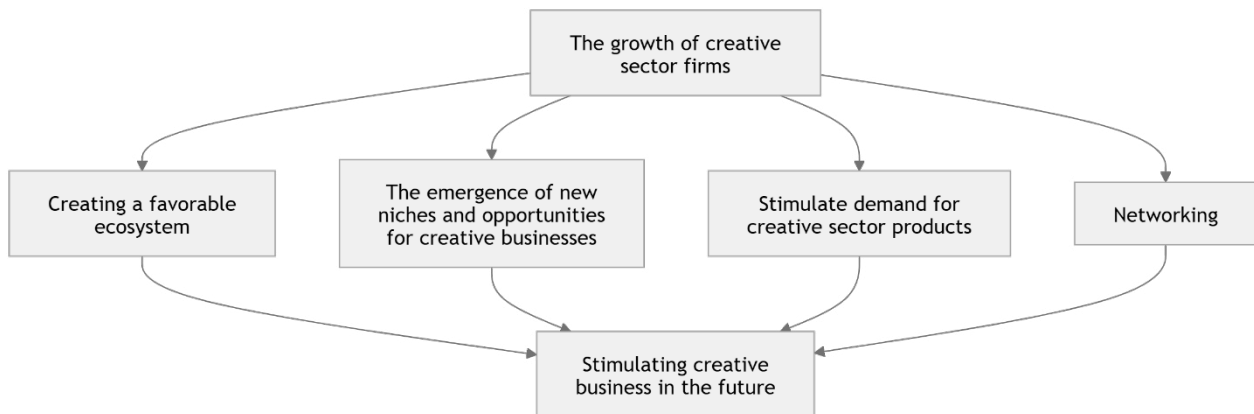 The growth of creative
sector firms
Creating a favorable
ecosystem
The emergence of new
niches and opportunities
for creative businesses
Stimulate demand for
creative sector products
Networking
Stimulating creative
business in the future